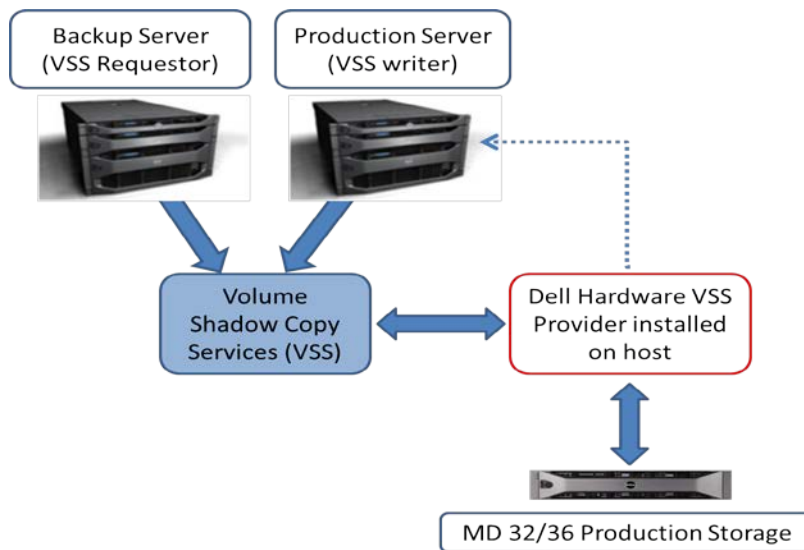 Backup Server
(VSS Requestor)
Production Server
(VSS writer)
Volume
Shadow Copy
Services (VSS)
Dell Hardware VSS
Provider installed
on host
MD 32/36 Production Storage